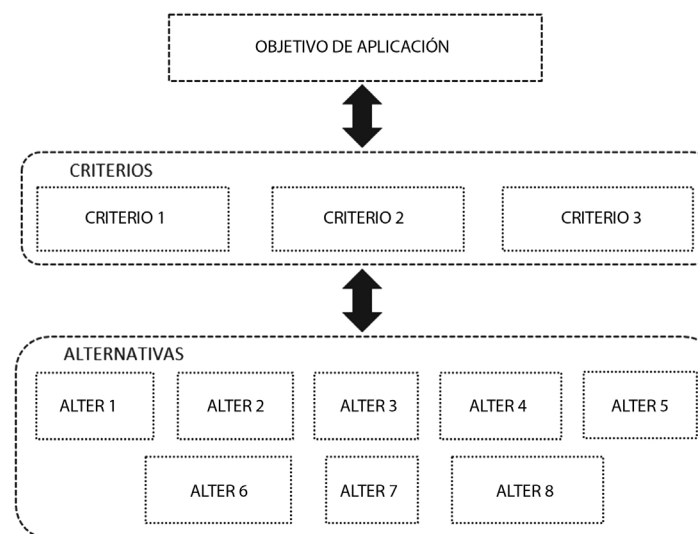 OBJETIVO DE APLICACIÓN
CRITERIOS
CRITERIO 1
CRITERIO 2
CRITERIO 3
ALTERNATIVAS
ALTER 1
ALTER 2
ALTER 3
ALTER 4
ALTER 5
ALTER 6
ALTER 7
ALTER 8